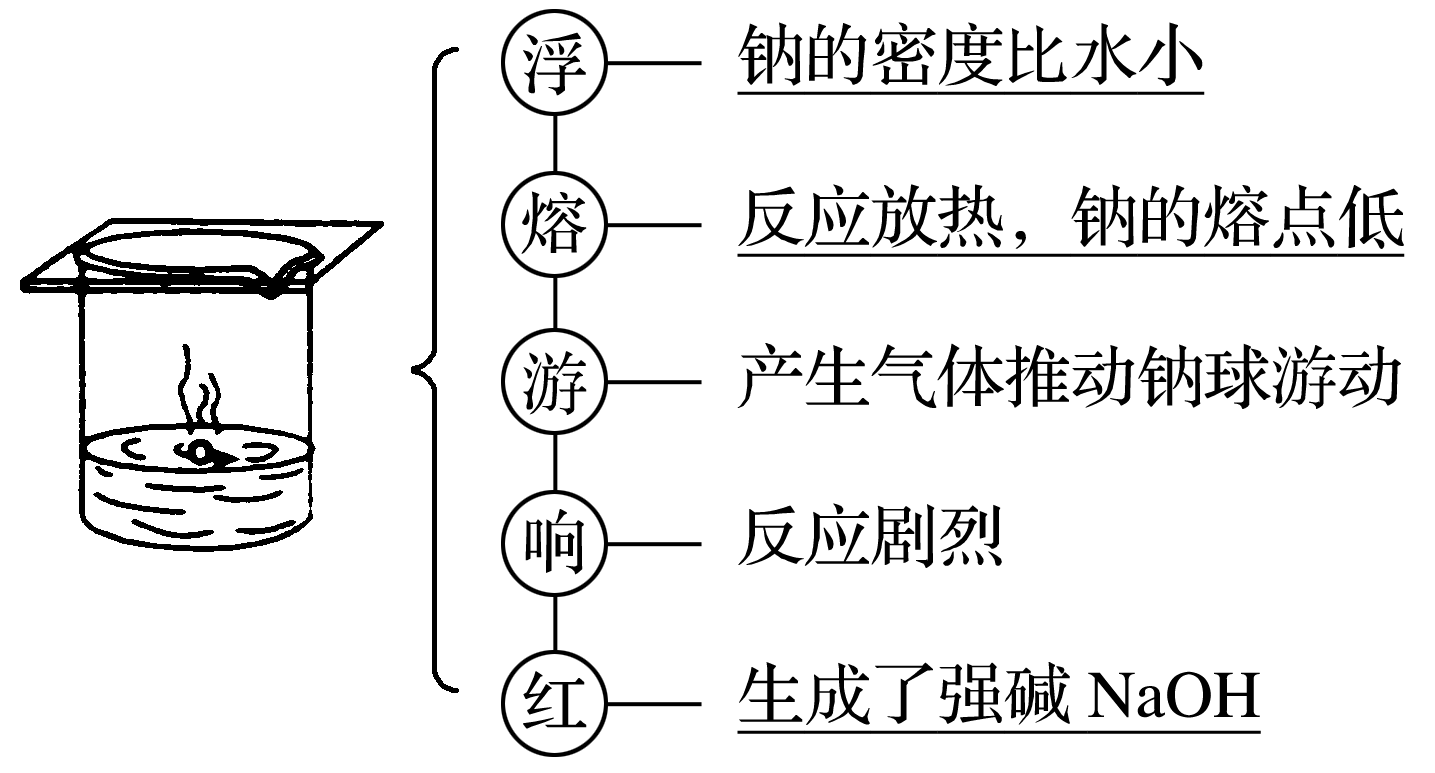 浮 钠的密度比水小
熔 反应放热，钠的熔点低
游 产生气体推动钠球游动
响 反应剧烈
红 生成了强碱 NaOH